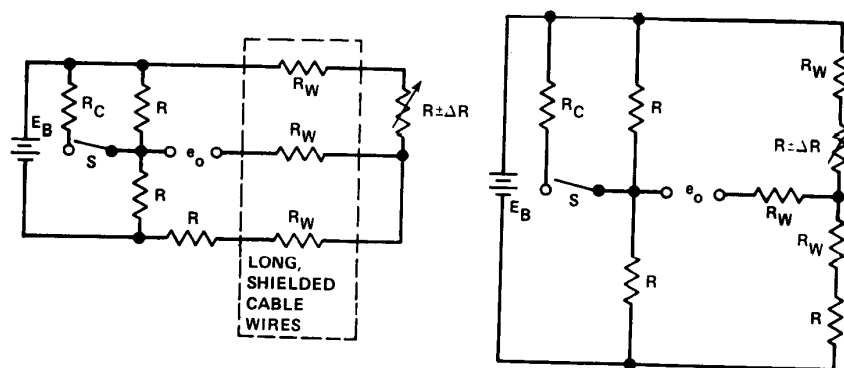 R_W
R_C
R
R±ΔR
E_B
S
e_o
R_W
R
R
R_W
LONG,
SHIELDED
CABLE
WIRES
R_W
R_C
R
R±ΔR
E_B
S
e_o
R_W
R_W
R
R